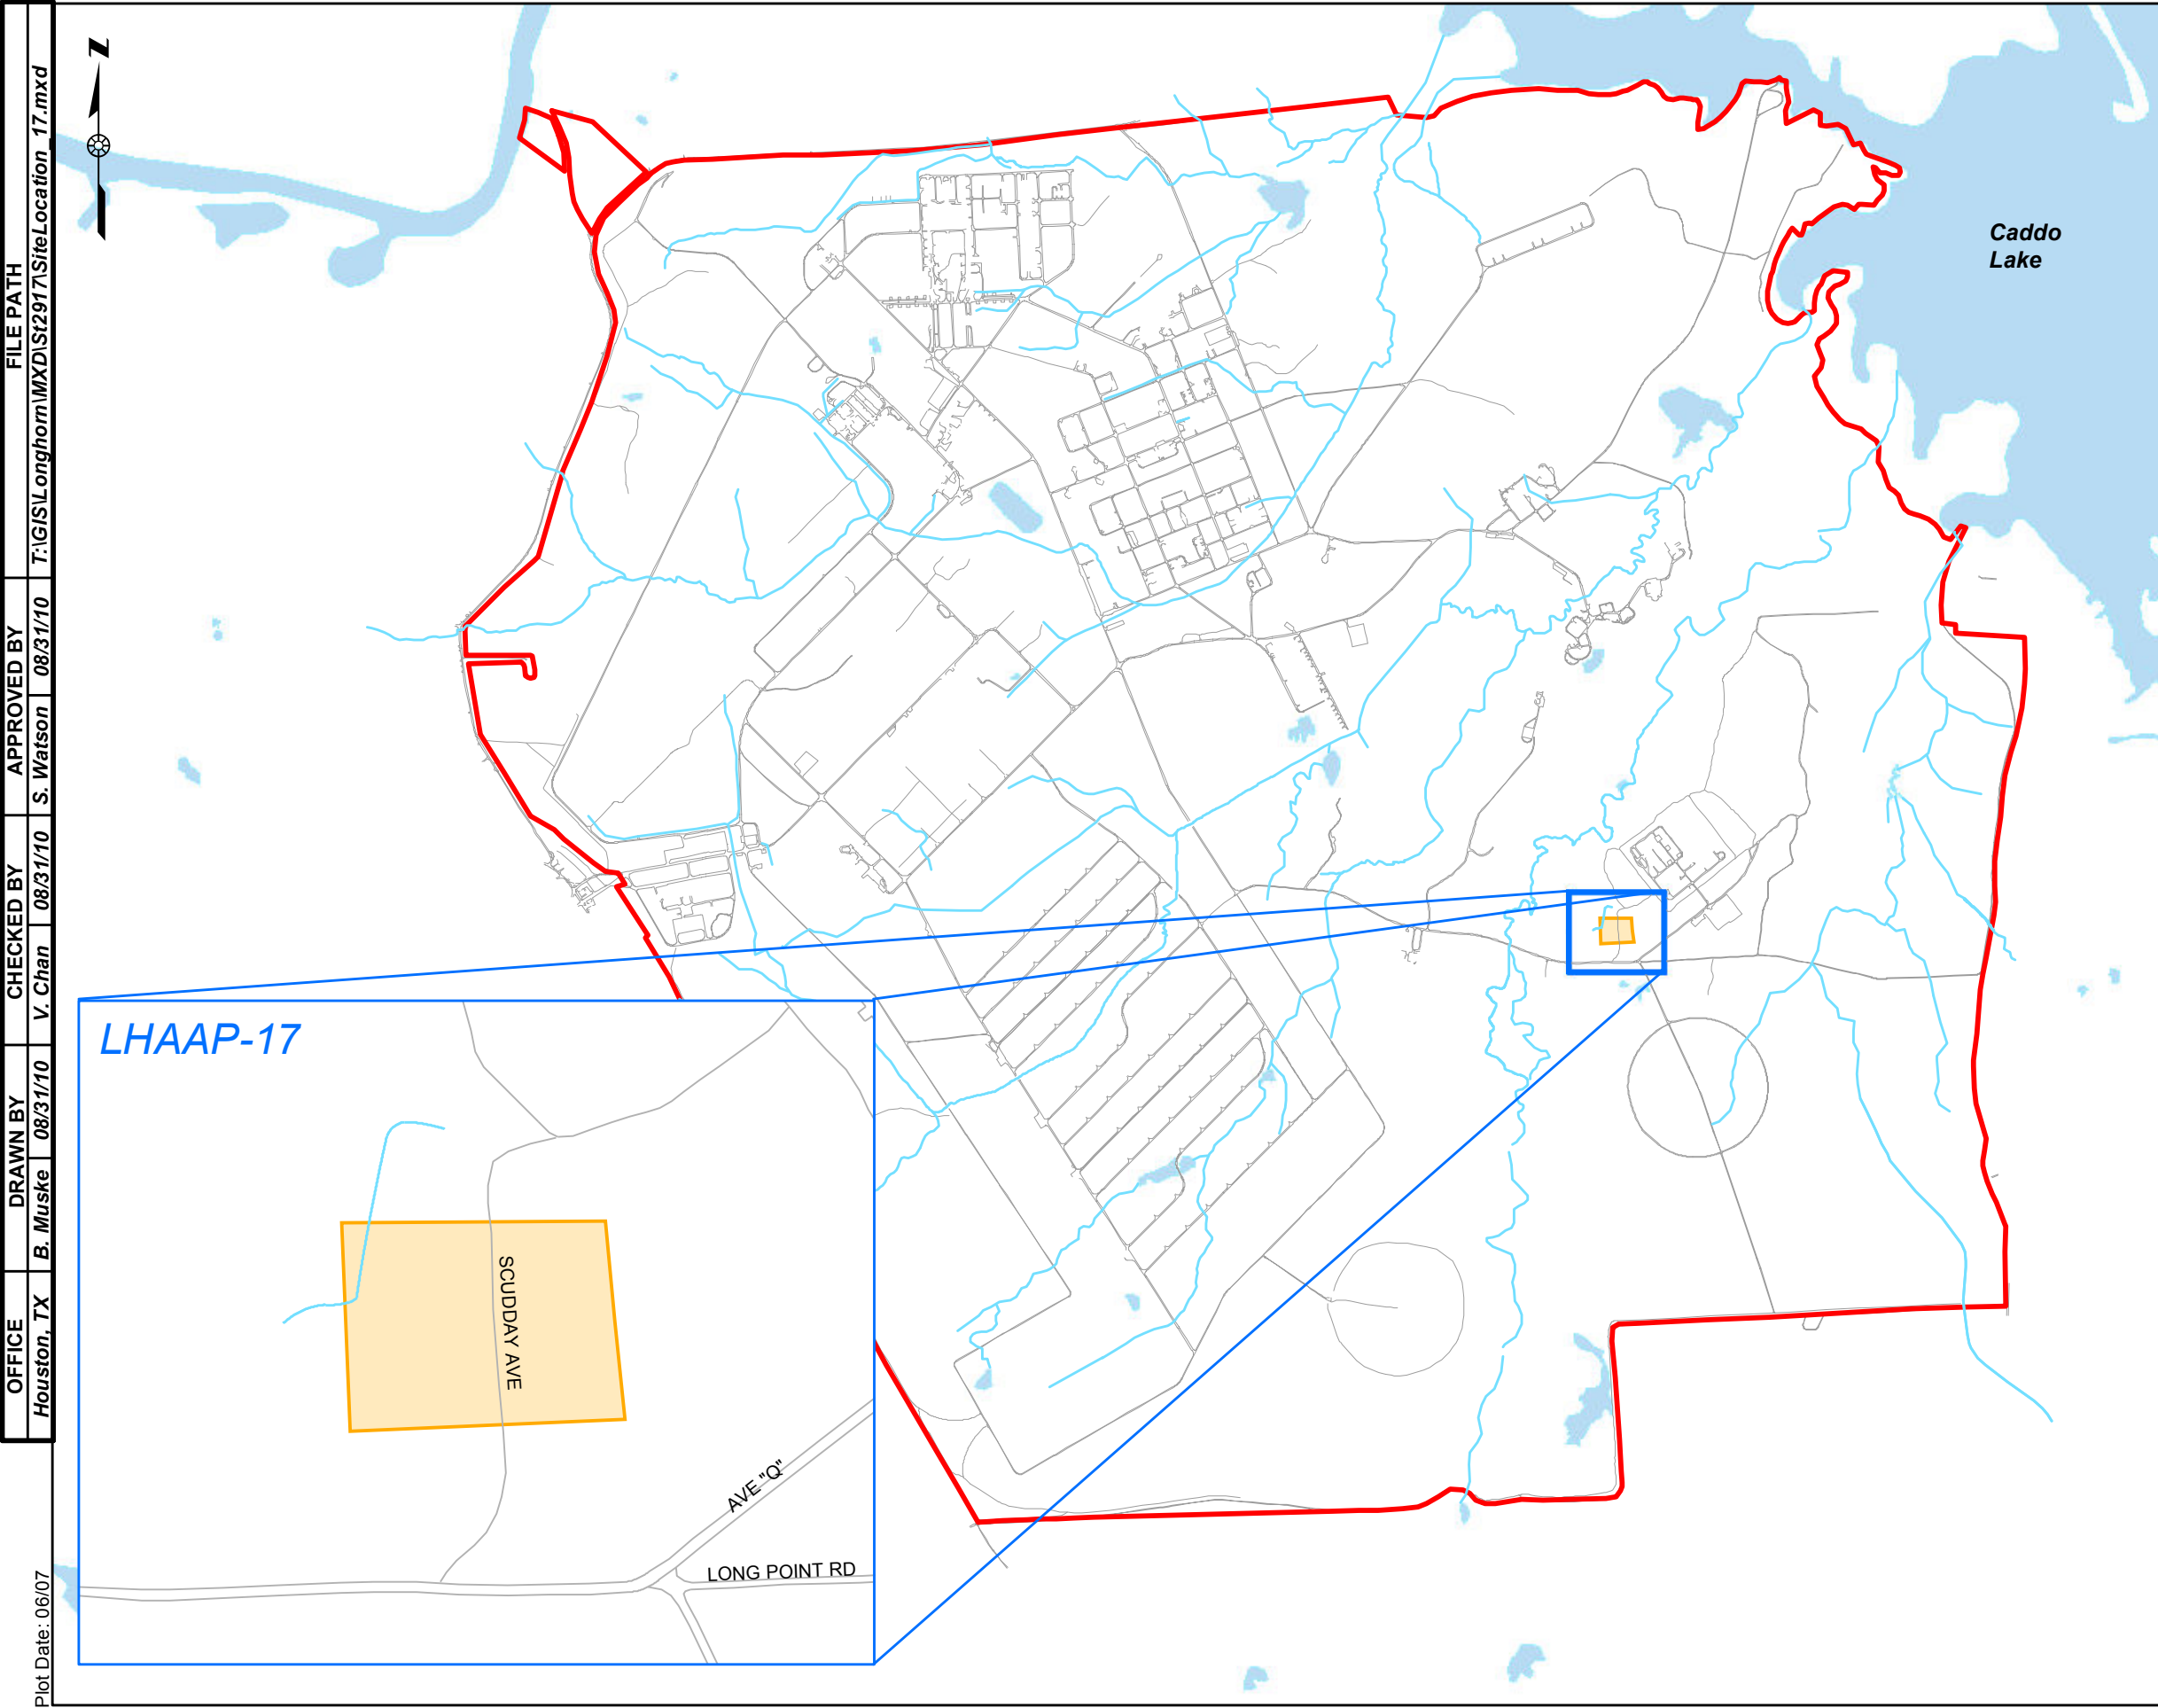 N
FILE PATH
T:\GIS\Longhorn\MXD\St2917\SiteLocation_17.mxd
APPROVED BY
S. Watson 08/31/10
CHECKED BY
V. Chan 08/31/10
DRAWN BY
B. Muske 08/31/10
OFFICE
Houston, TX
Plot Date: 06/07
Caddo
Lake
LHAAP-17
SCUDDAY AVE
AVE "Q"
LONG POINT RD